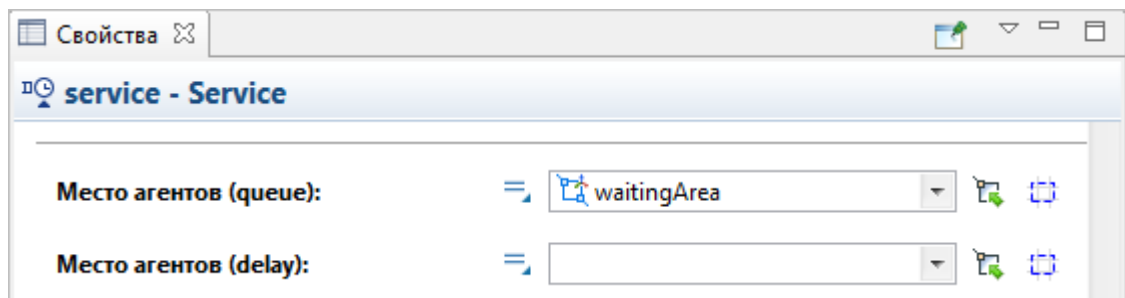 Свойства
service - Service
Место агентов (queue): waitingArea
Место агентов (delay):